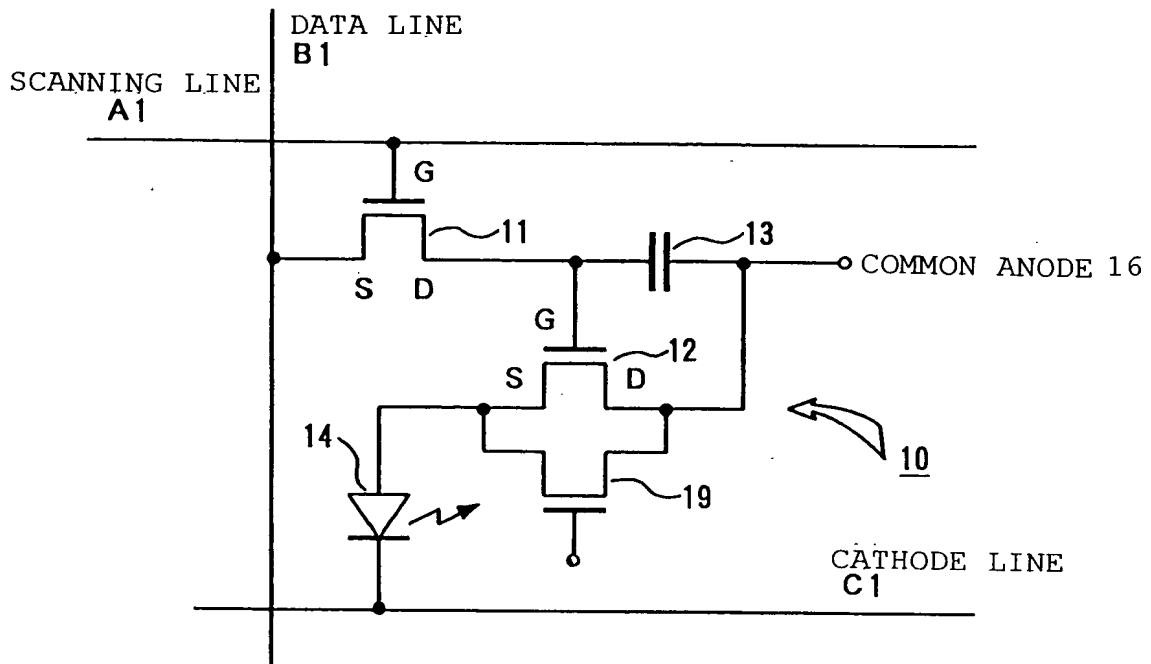 DATA LINE
B1
SCANNING LINE
A1
G
11
13
S
D
COMMON ANODE 16
G
12
S
D
14
10
19
CATHODE LINE
C1